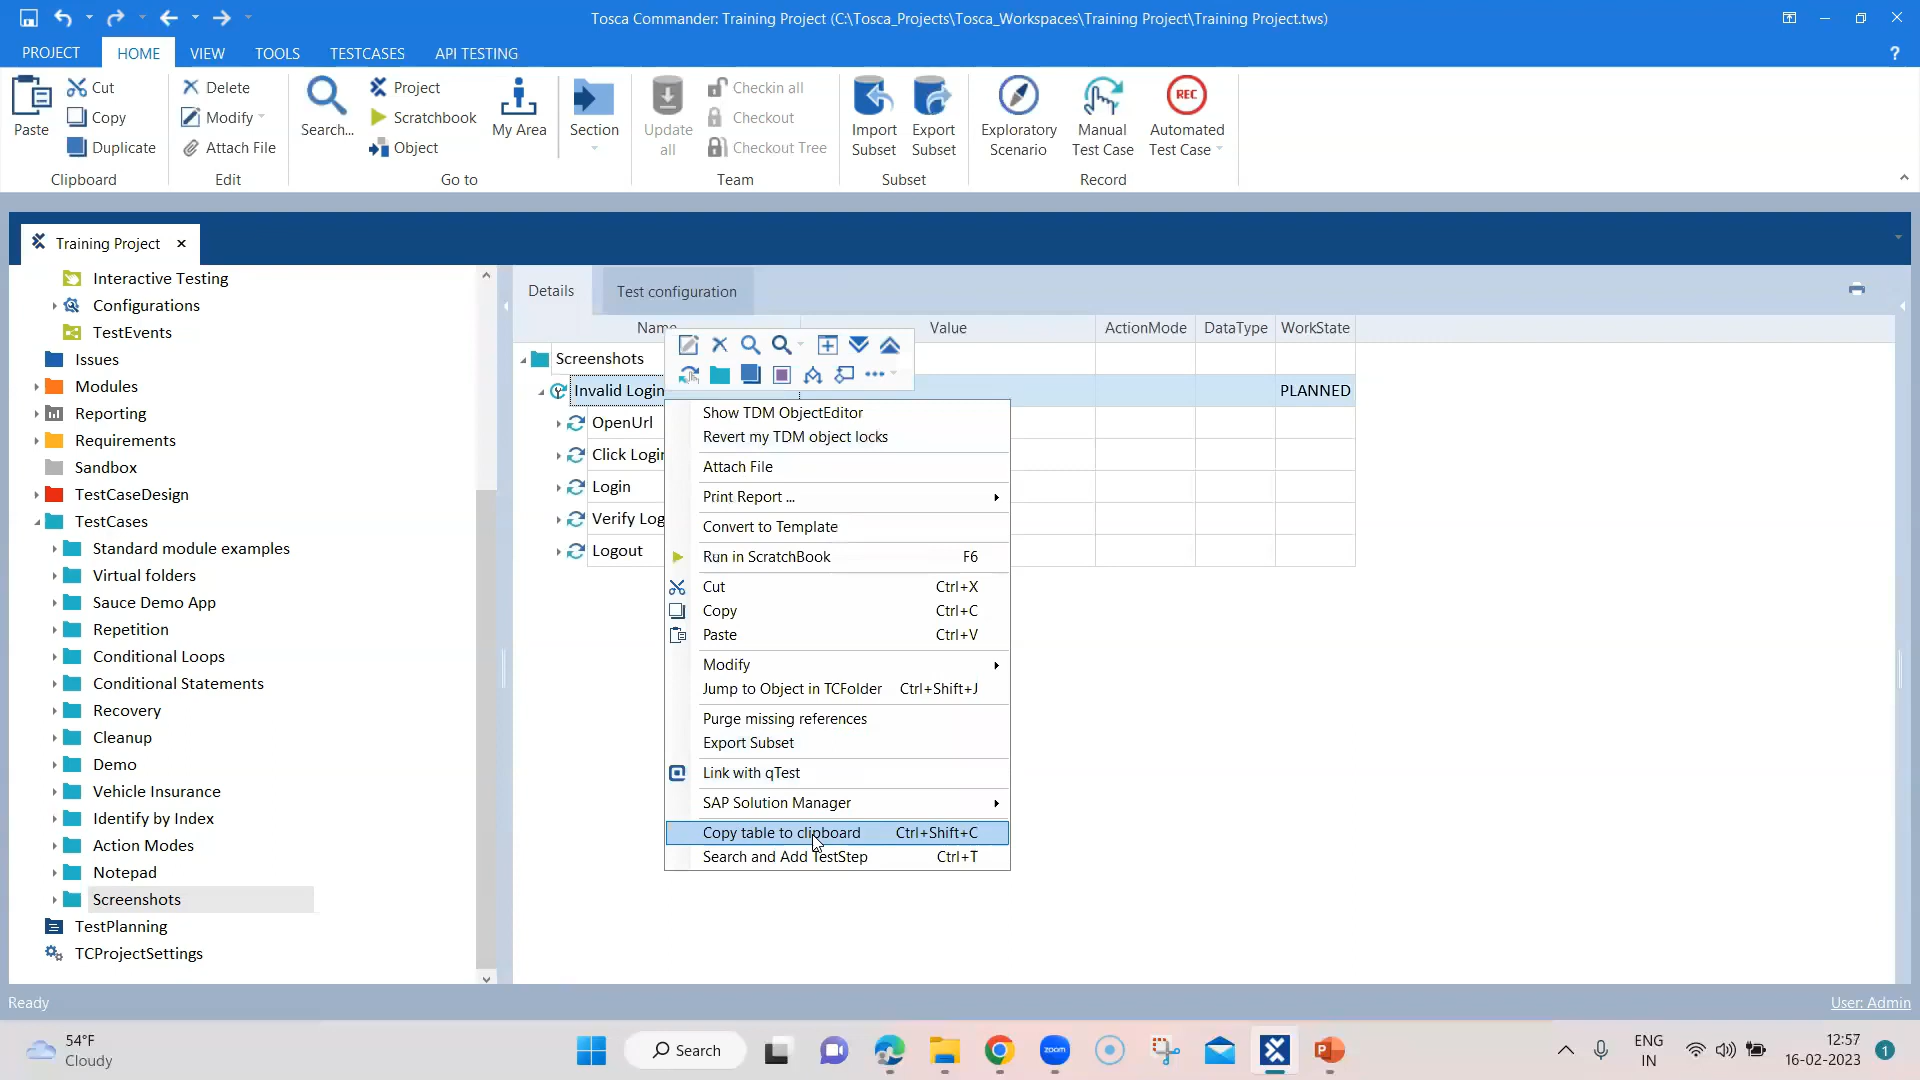 Tosca Commander: Training Project (C:\Tosca_Projects\Tosca_Workspaces\Training Project\Training Project.tws)
PROJECT HOME VIEW TOOLS TESTCASES API TESTING ?
Paste
Cut
Copy
Duplicate
Clipboard
Delete
Modify
Attach File
Edit
Search...
Project
Scratchbook
Object
My Area
Go to
Section
Update all
Checkin all
Checkout
Checkout Tree
Team
Import Subset
Export Subset
Subset
Exploratory Scenario
Manual Test Case
REC
Automated Test Case
Record
Training Project
Interactive Testing
Configurations
TestEvents
Issues
Modules
Reporting
Requirements
Sandbox
TestCaseDesign
TestCases
Standard module examples
Virtual folders
Sauce Demo App
Repetition
Conditional Loops
Conditional Statements
Recovery
Cleanup
Demo
Vehicle Insurance
Identify by Index
Action Modes
Notepad
Screenshots
TestPlanning
TCProjectSettings
Details Test configuration
Name Value ActionMode DataType WorkState
Screenshots
Invalid Login PLANNED
OpenUrl
Click Login
Login
Verify Log
Logout
Show TDM ObjectEditor
Revert my TDM object locks
Attach File
Print Report ...
Convert to Template
Run in ScratchBook F6
Cut Ctrl+X
Copy Ctrl+C
Paste Ctrl+V
Modify
Jump to Object in TCFolder Ctrl+Shift+J
Purge missing references
Export Subset
Link with qTest
SAP Solution Manager
Copy table to clipboard Ctrl+Shift+C
Search and Add TestStep Ctrl+T
Ready User: Admin
54°F
Cloudy
Search
zoom
ENG
IN
12:57
16-02-2023
1